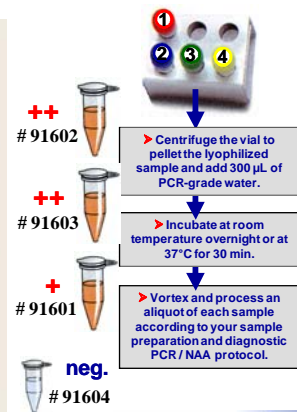 1
2 3 4
++
# 91602
➤ Centrifuge the vial to
pellet the lyophilized
sample and add 300 µL of
PCR-grade water.
++
# 91603
➤ Incubate at room
temperature overnight or at
37°C for 30 min.
+
# 91601
➤ Vortex and process an
aliquot of each sample
according to your sample
preparation and diagnostic
PCR / NAA protocol.
neg.
# 91604